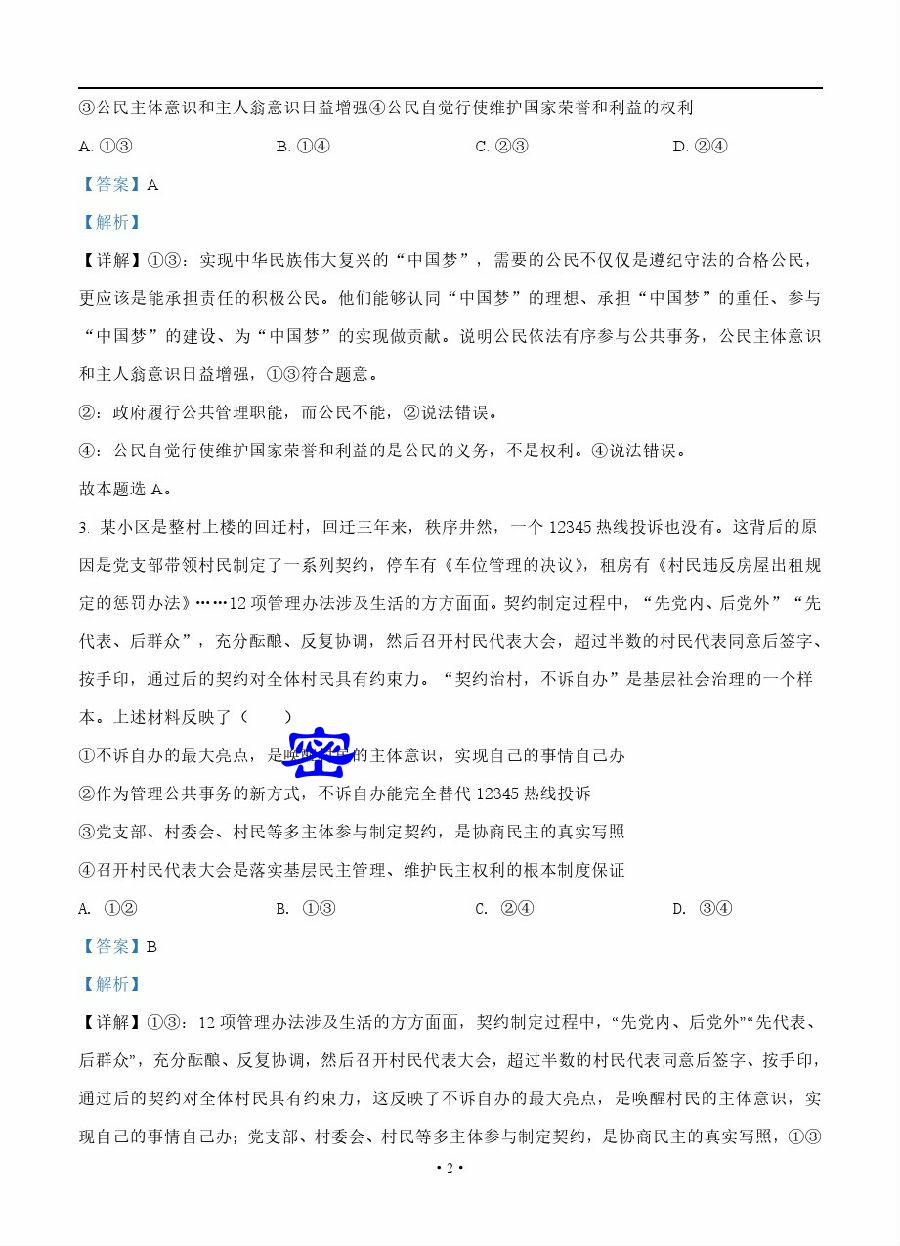 ③公民主体意识和主人翁意识日益增强④公民自觉行使维护国家荣誉和利益的权利
A. ①③ B. ①④ C. ②③ D. ②④
【答案】A
【解析】
【详解】①③：实现中华民族伟大复兴的“中国梦”，需要的公民不仅仅是遵纪守法的合格公民，
更应该是能承担责任的积极公民。他们能够认同“中国梦”的理想、承担“中国梦”的重任、参与
“中国梦”的建设、为“中国梦”的实现做贡献。说明公民依法有序参与公共事务，公民主体意识
和主人翁意识日益增强，①③符合题意。
②：政府履行公共管理职能，而公民不能，②说法错误。
④：公民自觉行使维护国家荣誉和利益的是公民的义务，不是权利。④说法错误。
故本题选 A。
3. 某小区是整村上楼的回迁村，回迁三年来，秩序井然，一个 12345 热线投诉也没有。这背后的原
因是党支部带领村民制定了一系列契约，停车有《车位管理的决议》，租房有《村民违反房屋出租规
定的惩罚办法》……12 项管理办法涉及生活的方方面面。契约制定过程中，“先党内、后党外”“先
代表、后群众”，充分酝酿、反复协调，然后召开村民代表大会，超过半数的村民代表同意后签字、
按手印，通过后的契约对全体村民具有约束力。“契约治村，不诉自办”是基层社会治理的一个样
本。上述材料反映了（　　）
①不诉自办的最大亮点，是唤醒村民的主体意识，实现自己的事情自己办
密
②作为管理公共事务的新方式，不诉自办能完全替代 12345 热线投诉
③党支部、村委会、村民等多主体参与制定契约，是协商民主的真实写照
④召开村民代表大会是落实基层民主管理、维护民主权利的根本制度保证
A. ①② B. ①③ C. ②④ D. ③④
【答案】B
【解析】
【详解】①③：12 项管理办法涉及生活的方方面面，契约制定过程中，“先党内、后党外”“先代表、
后群众”，充分酝酿、反复协调，然后召开村民代表大会，超过半数的村民代表同意后签字、按手印，
通过后的契约对全体村民具有约束力，这反映了不诉自办的最大亮点，是唤醒村民的主体意识，实
现自己的事情自己办；党支部、村委会、村民等多主体参与制定契约，是协商民主的真实写照，①③
·2·